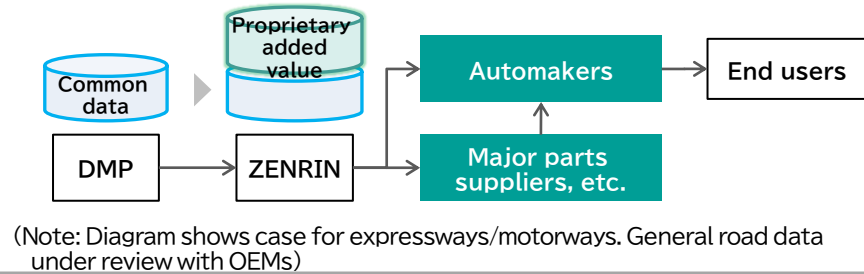 Proprietary
added
value
Common
data
Automakers
End users
DMP
ZENRIN
Major parts
suppliers, etc.
(Note: Diagram shows case for expressways/motorways. General road data
under review with OEMs)